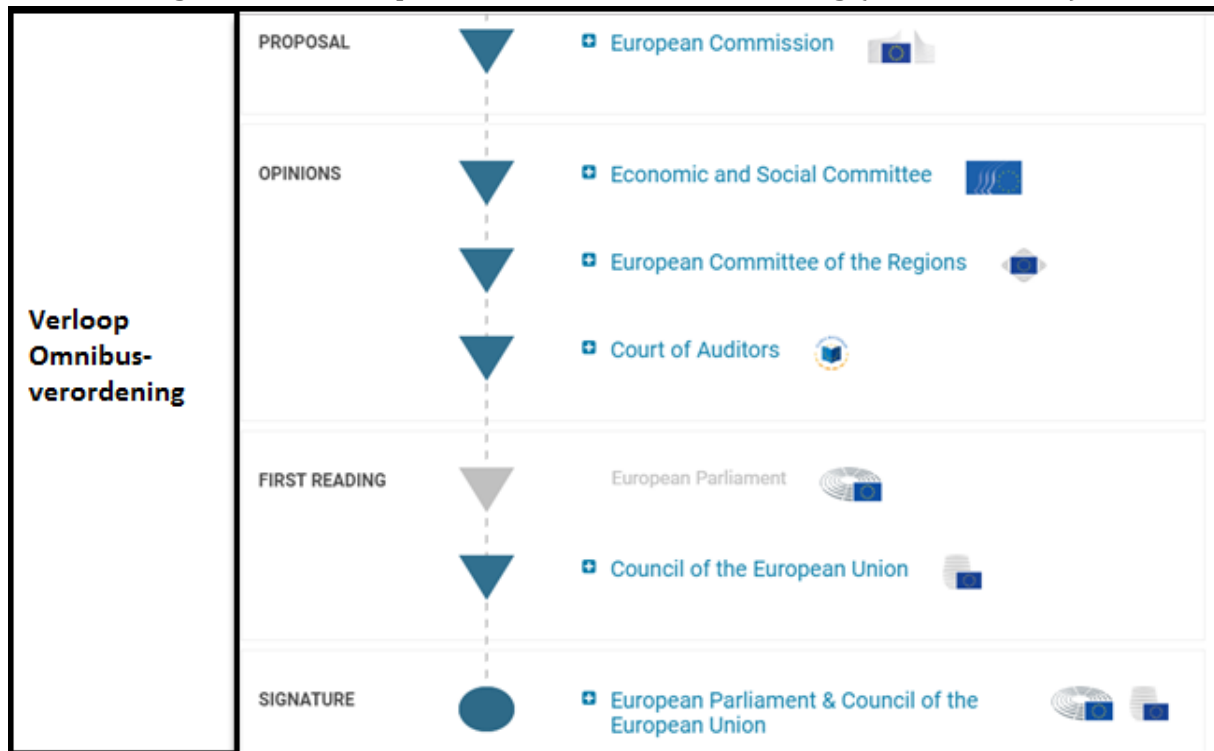 Verloop
Omnibus-
verordening
PROPOSAL
European Commission
OPINIONS
Economic and Social Committee
European Committee of the Regions
Court of Auditors
FIRST READING
European Parliament
Council of the European Union
SIGNATURE
European Parliament & Council of the
European Union